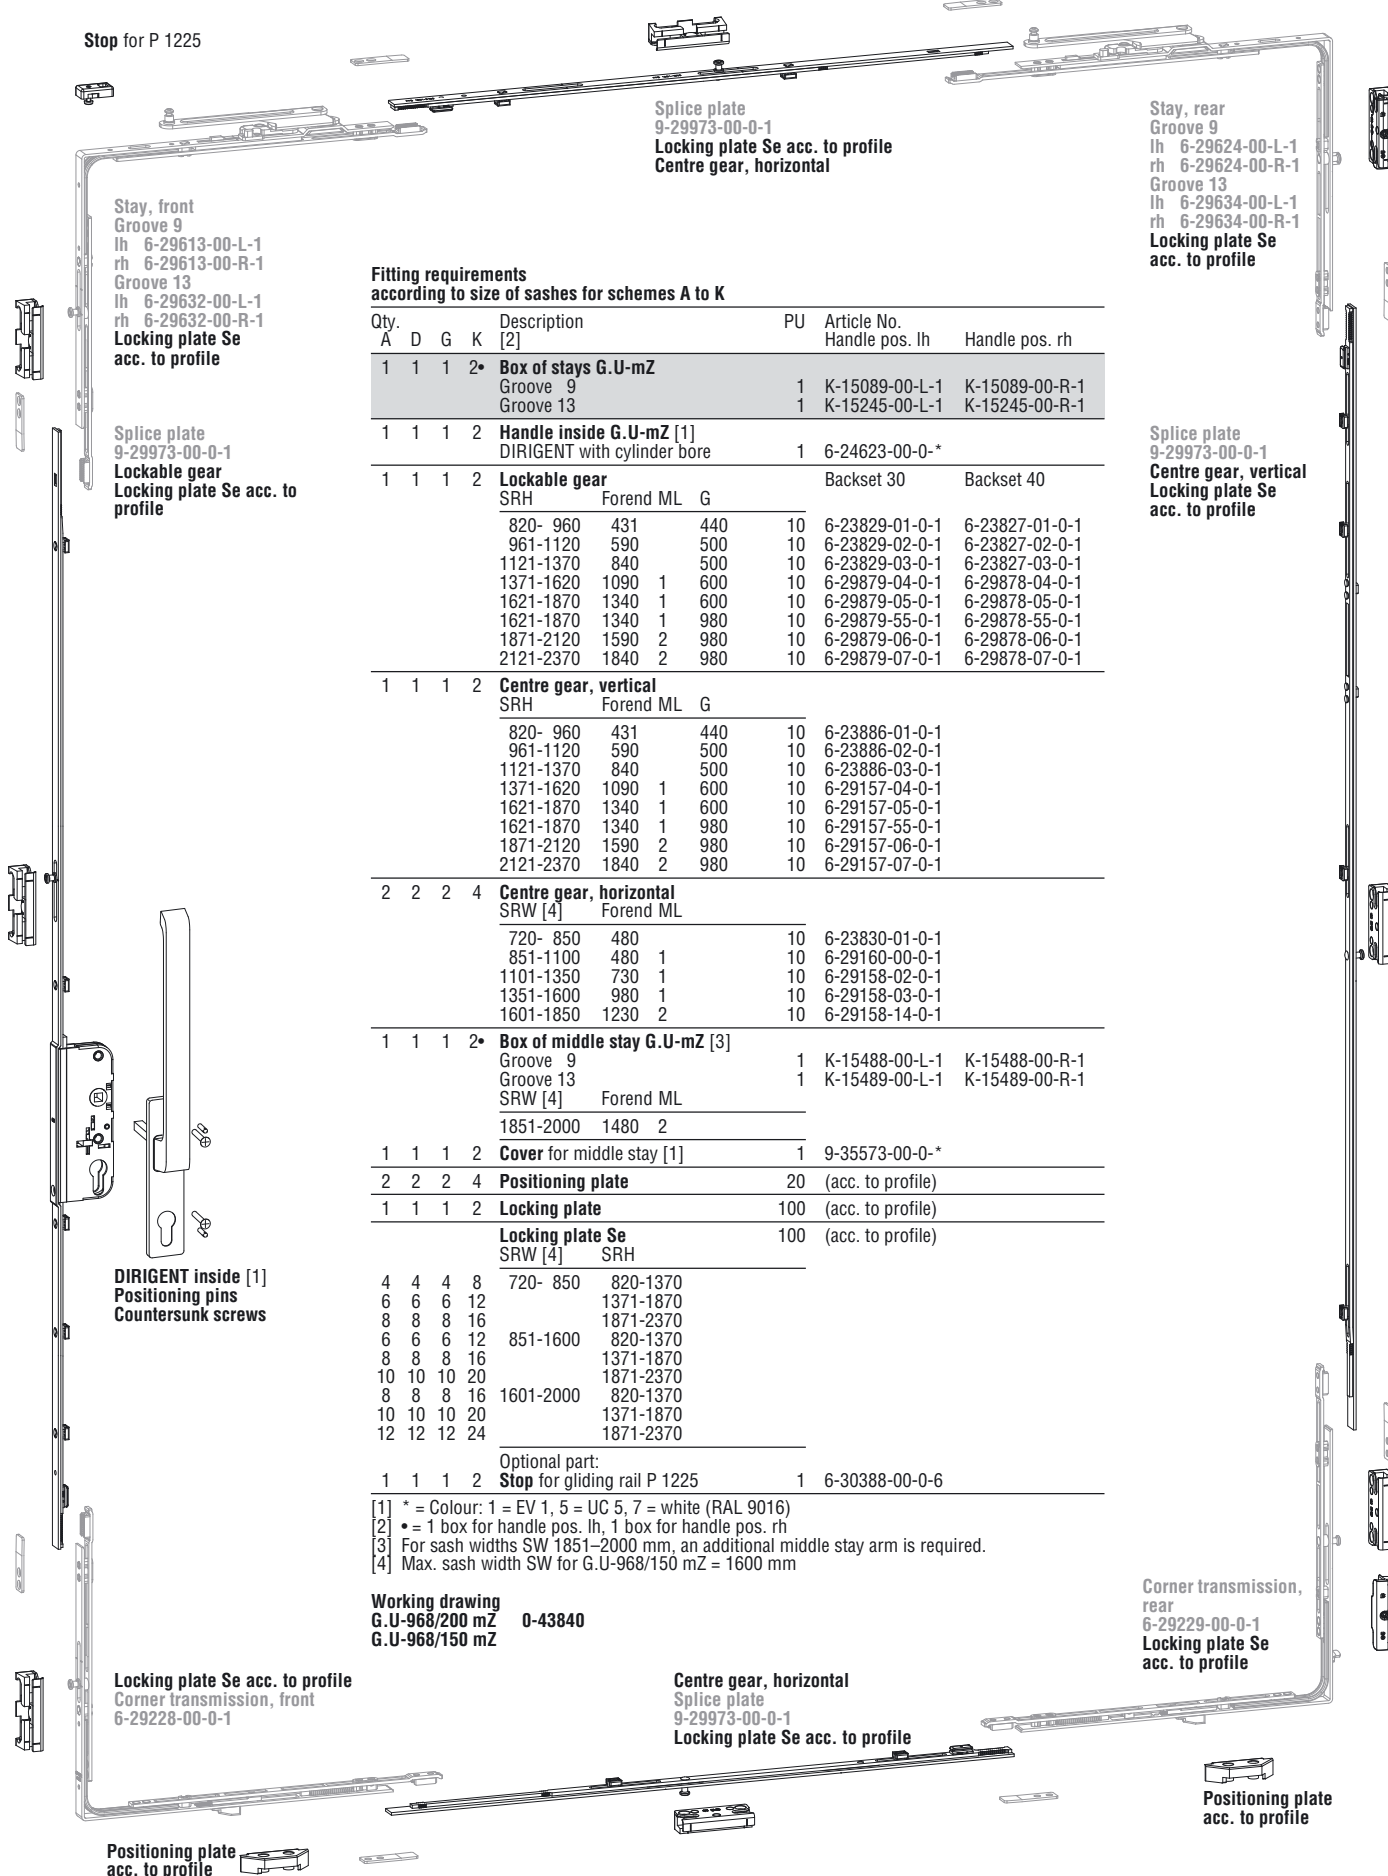 Stop for P 1225
Splice plate
9-29973-00-0-1
Locking plate Se acc. to profile
Centre gear, horizontal
Stay, rear
Groove 9
lh 6-29624-00-L-1
rh 6-29624-00-R-1
Groove 13
lh 6-29634-00-L-1
rh 6-29634-00-R-1
Locking plate Se
acc. to profile
Stay, front
Groove 9
lh 6-29613-00-L-1
rh 6-29613-00-R-1
Groove 13
lh 6-29632-00-L-1
rh 6-29632-00-R-1
Locking plate Se
acc. to profile
Splice plate
9-29973-00-0-1
Lockable gear
Locking plate Se acc. to
profile
Splice plate
9-29973-00-0-1
Centre gear, vertical
Locking plate Se
acc. to profile
Fitting requirements
according to size of sashes for schemes A to K
Qty. Description PU Article No.
A D G K [2] Handle pos. lh Handle pos. rh
1 1 1 2• Box of stays G.U-mZ
Groove 9 1 K-15089-00-L-1 K-15089-00-R-1
Groove 13 1 K-15245-00-L-1 K-15245-00-R-1
1 1 1 2 Handle inside G.U-mZ [1]
DIRIGENT with cylinder bore 1 6-24623-00-0-*
1 1 1 2 Lockable gear Backset 30 Backset 40
SRH Forend ML G
820- 960 431 440 10 6-23829-01-0-1 6-23827-01-0-1
961-1120 590 500 10 6-23829-02-0-1 6-23827-02-0-1
1121-1370 840 500 10 6-23829-03-0-1 6-23827-03-0-1
1371-1620 1090 1 600 10 6-29879-04-0-1 6-29878-04-0-1
1621-1870 1340 1 600 10 6-29879-05-0-1 6-29878-05-0-1
1621-1870 1340 1 980 10 6-29879-55-0-1 6-29878-55-0-1
1871-2120 1590 2 980 10 6-29879-06-0-1 6-29878-06-0-1
2121-2370 1840 2 980 10 6-29879-07-0-1 6-29878-07-0-1
1 1 1 2 Centre gear, vertical
SRH Forend ML G
820- 960 431 440 10 6-23886-01-0-1
961-1120 590 500 10 6-23886-02-0-1
1121-1370 840 500 10 6-23886-03-0-1
1371-1620 1090 1 600 10 6-29157-04-0-1
1621-1870 1340 1 600 10 6-29157-05-0-1
1621-1870 1340 1 980 10 6-29157-55-0-1
1871-2120 1590 2 980 10 6-29157-06-0-1
2121-2370 1840 2 980 10 6-29157-07-0-1
2 2 2 4 Centre gear, horizontal
SRW [4] Forend ML
720- 850 480 10 6-23830-01-0-1
851-1100 480 1 10 6-29160-00-0-1
1101-1350 730 1 10 6-29158-02-0-1
1351-1600 980 1 10 6-29158-03-0-1
1601-1850 1230 2 10 6-29158-14-0-1
1 1 1 2• Box of middle stay G.U-mZ [3]
Groove 9 1 K-15488-00-L-1 K-15488-00-R-1
Groove 13 1 K-15489-00-L-1 K-15489-00-R-1
SRW [4] Forend ML
1851-2000 1480 2
1 1 1 2 Cover for middle stay [1] 1 9-35573-00-0-*
2 2 2 4 Positioning plate 20 (acc. to profile)
1 1 1 2 Locking plate 100 (acc. to profile)
Locking plate Se 100 (acc. to profile)
SRW [4] SRH
4 4 4 8 720- 850 820-1370
6 6 6 12 1371-1870
8 8 8 16 1871-2370
6 6 6 12 851-1600 820-1370
8 8 8 16 1371-1870
10 10 10 20 1871-2370
8 8 8 16 1601-2000 820-1370
10 10 10 20 1371-1870
12 12 12 24 1871-2370
Optional part:
1 1 1 2 Stop for gliding rail P 1225 1 6-30388-00-0-6
[1] * = Colour: 1 = EV 1, 5 = UC 5, 7 = white (RAL 9016)
[2] • = 1 box for handle pos. lh, 1 box for handle pos. rh
[3] For sash widths SW 1851–2000 mm, an additional middle stay arm is required.
[4] Max. sash width SW for G.U-968/150 mZ = 1600 mm
Working drawing
G.U-968/200 mZ 0-43840
G.U-968/150 mZ
DIRIGENT inside [1]
Positioning pins
Countersunk screws
Corner transmission,
rear
6-29229-00-0-1
Locking plate Se
acc. to profile
Locking plate Se acc. to profile
Corner transmission, front
6-29228-00-0-1
Centre gear, horizontal
Splice plate
9-29973-00-0-1
Locking plate Se acc. to profile
Positioning plate
acc. to profile
Positioning plate
acc. to profile